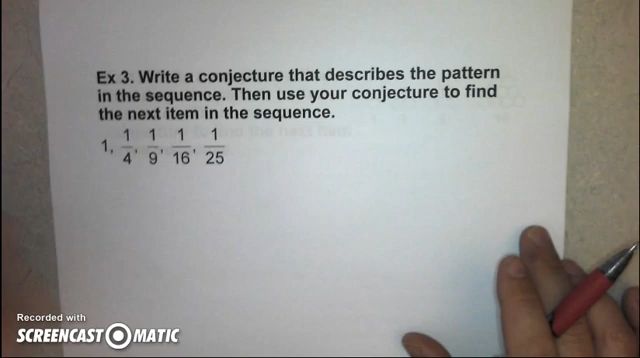 Ex 3. Write a conjecture that describes the pattern
in the sequence. Then use your conjecture to find
the next item in the sequence.
1, 1/4, 1/9, 1/16, 1/25
Recorded with
SCREENCAST O MATIC